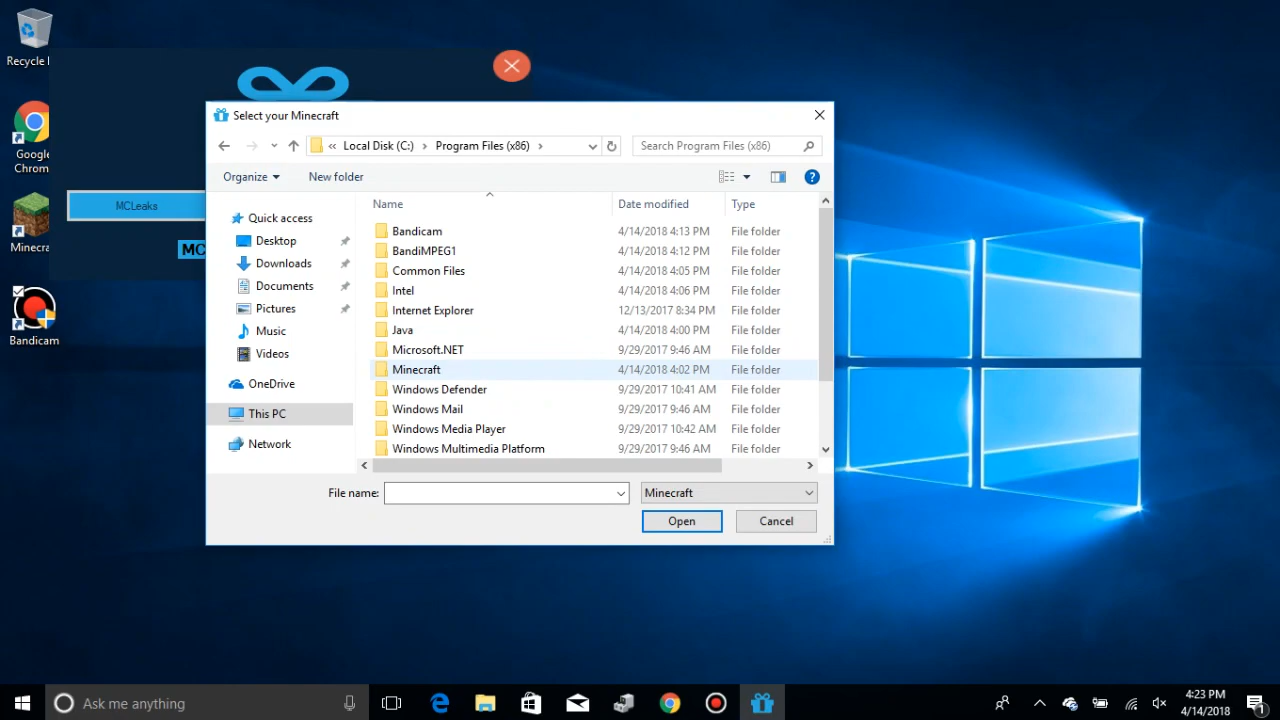 Recycle
Google
Chrom
Minecra
Bandicam
MCLeaks
MC
Select your Minecraft
« Local Disk (C:) › Program Files (x86) ›
Search Program Files (x86)
Organize
New folder
Name
Date modified
Type
Quick access
Desktop
Downloads
Documents
Pictures
Music
Videos
OneDrive
This PC
Network
Bandicam 4/14/2018 4:13 PM File folder
BandiMPEG1 4/14/2018 4:12 PM File folder
Common Files 4/14/2018 4:05 PM File folder
Intel 4/14/2018 4:06 PM File folder
Internet Explorer 12/13/2017 8:34 PM File folder
Java 4/14/2018 4:00 PM File folder
Microsoft.NET 9/29/2017 9:46 AM File folder
Minecraft 4/14/2018 4:02 PM File folder
Windows Defender 9/29/2017 10:41 AM File folder
Windows Mail 9/29/2017 9:46 AM File folder
Windows Media Player 9/29/2017 10:42 AM File folder
Windows Multimedia Platform 9/29/2017 9:46 AM File folder
File name:
Minecraft
Open
Cancel
Ask me anything
4:23 PM
4/14/2018
1